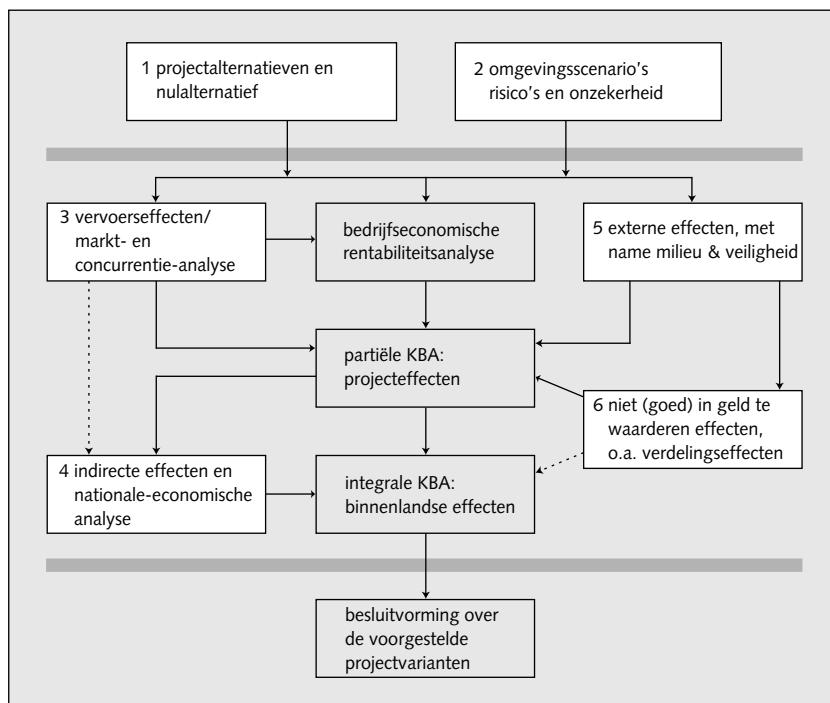 1 projectalternatieven en
nulalternatief
2 omgevingsscenario's
risico's en onzekerheid
3 vervoerseffecten/
markt- en
concurrentie-analyse
bedrijfseconomische
rentabiliteitsanalyse
5 externe effecten, met
name milieu & veiligheid
partiële KBA:
projecteffecten
6 niet (goed) in geld te
waarderen effecten,
o.a. verdelingseffecten
4 indirecte effecten en
nationale-economische
analyse
integrale KBA:
binnenlandse effecten
besluitvorming over
de voorgestelde
projectvarianten